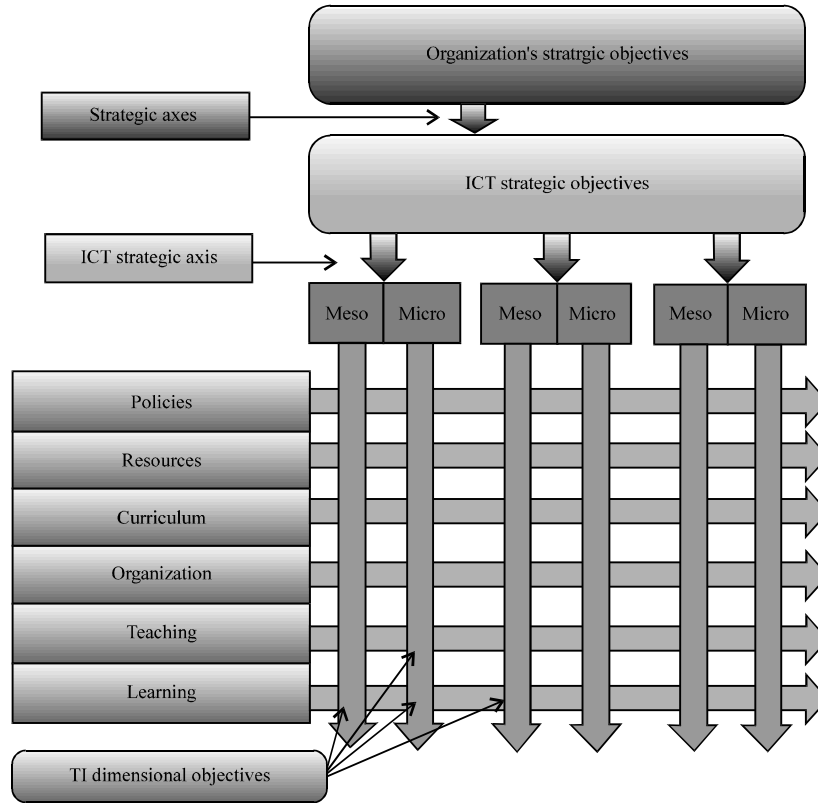 Organization's stratrgic objectives
Strategic axes
ICT strategic objectives
ICT strategic axis
Meso Micro Meso Micro Meso Micro
Policies
Resources
Curriculum
Organization
Teaching
Learning
TI dimensional objectives